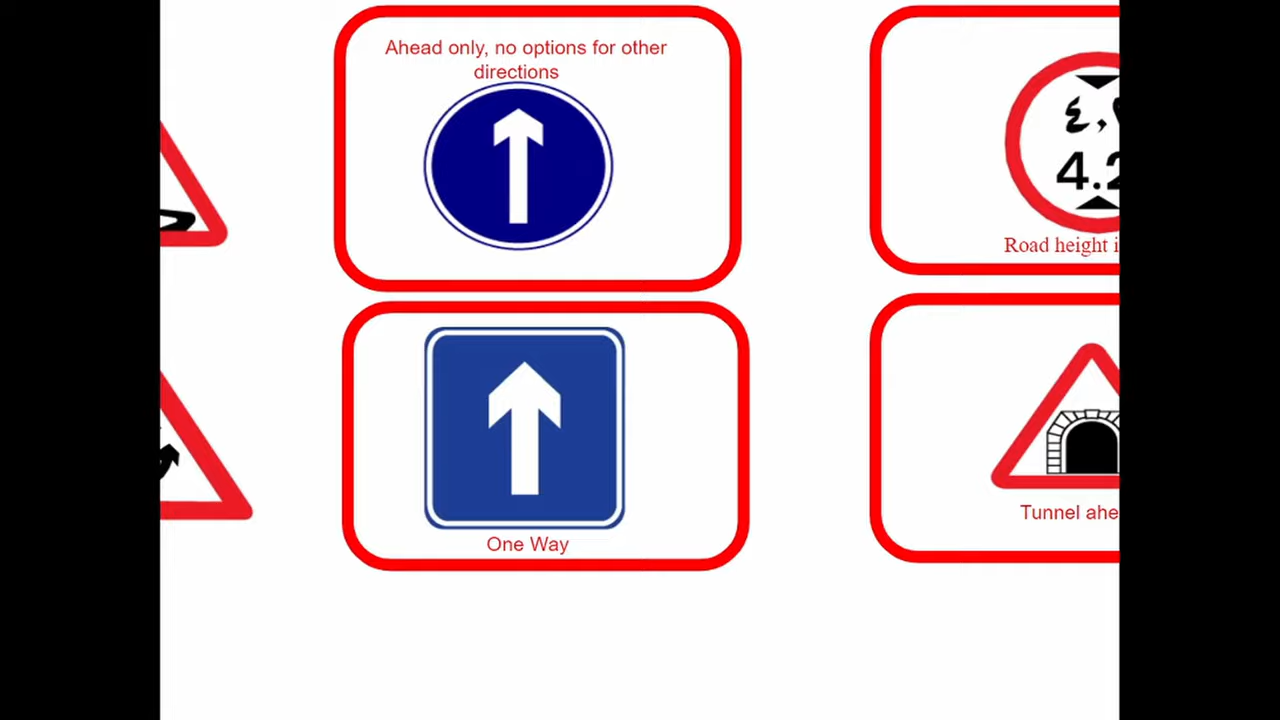 Ahead only, no options for other
directions
4.2
Road height i
One Way
Tunnel ahe